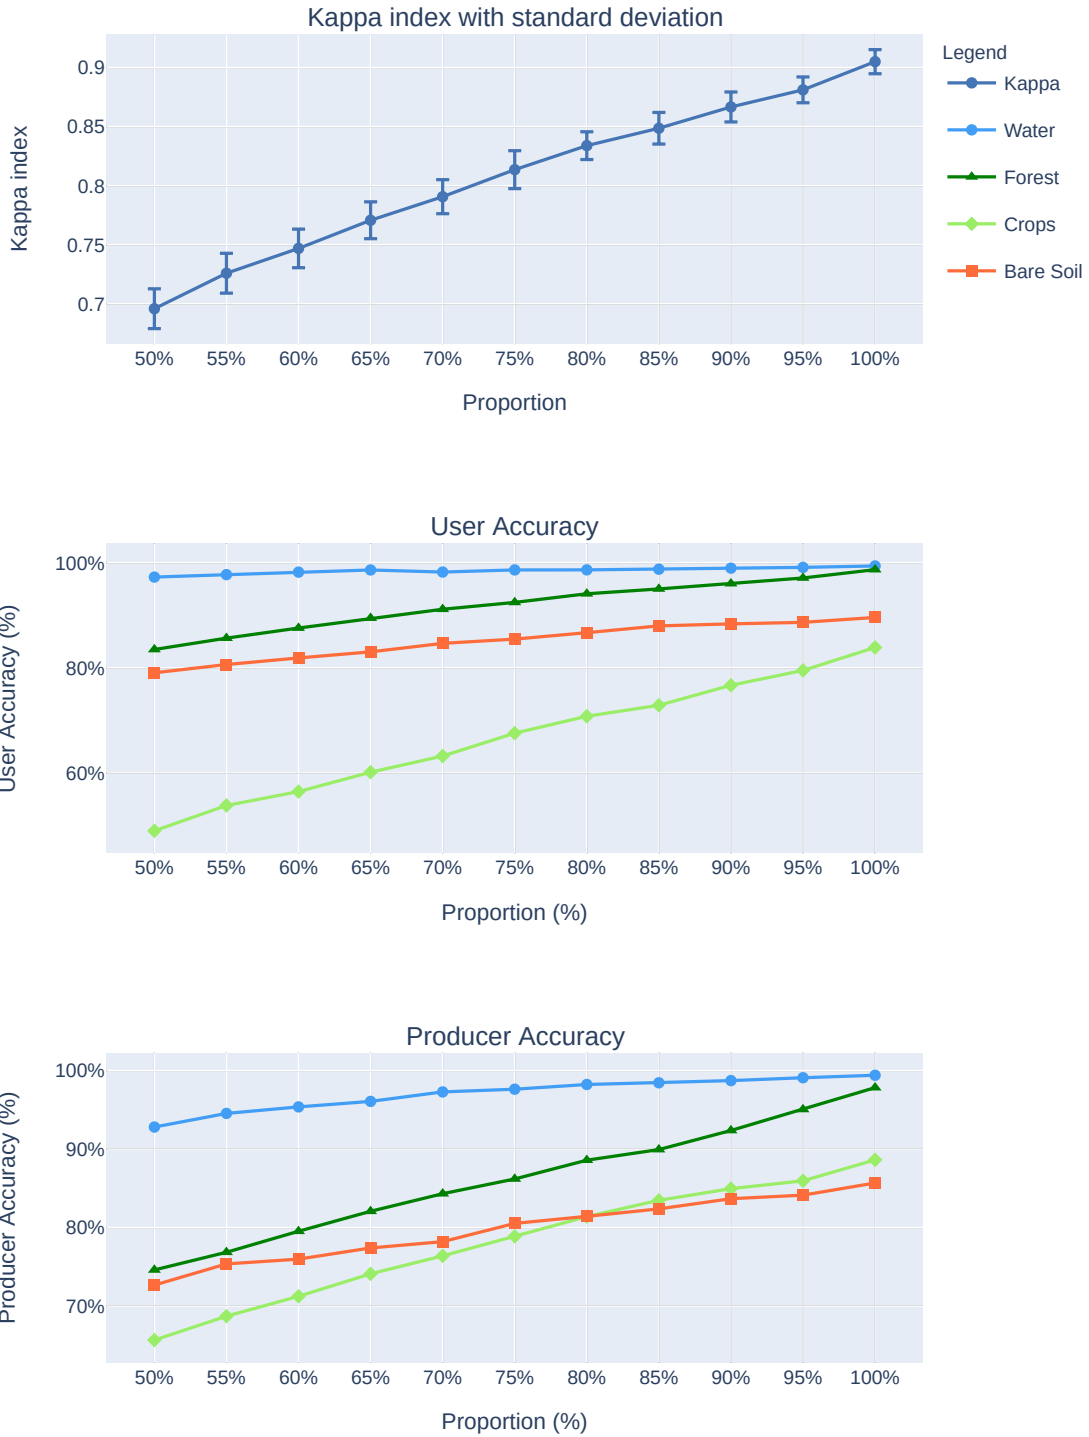 Kappa index with standard deviation
Legend
Kappa
Water
Forest
Crops
Bare Soil
Kappa index
0.9
0.85
0.8
0.75
0.7
50% 55% 60% 65% 70% 75% 80% 85% 90% 95% 100%
Proportion
User Accuracy
User Accuracy (%)
100%
80%
60%
50% 55% 60% 65% 70% 75% 80% 85% 90% 95% 100%
Proportion (%)
Producer Accuracy
Producer Accuracy (%)
100%
90%
80%
70%
50% 55% 60% 65% 70% 75% 80% 85% 90% 95% 100%
Proportion (%)